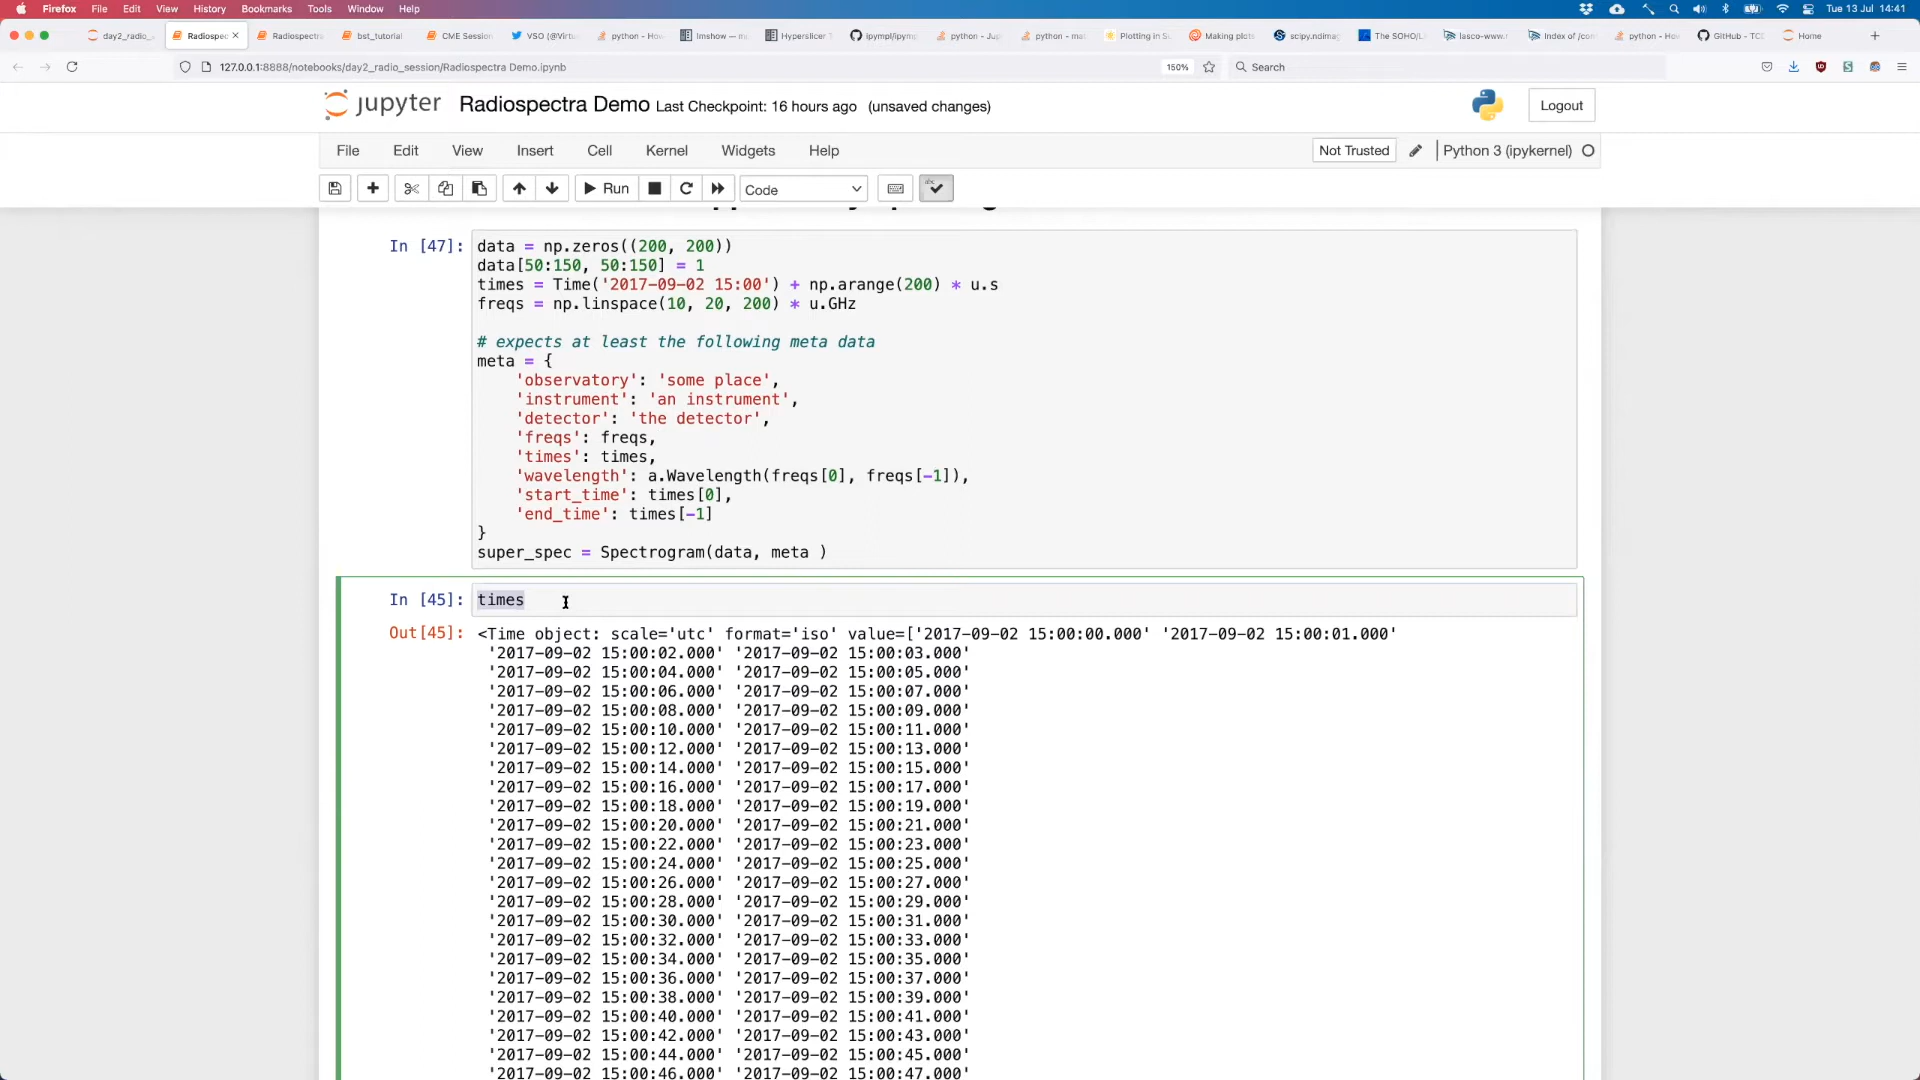 Firefox File Edit View History Bookmarks Tools Window Help Tue 13 Jul 14:41
day2_radio_ Radiospec Radiospectra bst_tutorial CME Session VSO (@Virtu python - How Imshow — m Hyperslicer ipympl/ipym python - Ju python - ma Plotting in Su Making plots scipy.ndimag The SOHO/L lasco-www.r Index of /con python - How GitHub - TCD Home
127.0.0.1:8888/notebooks/day2_radio_session/Radiospectra Demo.ipynb 150% Search
jupyter Radiospectra Demo Last Checkpoint: 16 hours ago (unsaved changes) Logout
File Edit View Insert Cell Kernel Widgets Help Not Trusted Python 3 (ipykernel)
Run Code
In [47]: data = np.zeros((200, 200))
data[50:150, 50:150] = 1
times = Time('2017-09-02 15:00') + np.arange(200) * u.s
freqs = np.linspace(10, 20, 200) * u.GHz
# expects at least the following meta data
meta = {
'observatory': 'some place',
'instrument': 'an instrument',
'detector': 'the detector',
'freqs': freqs,
'times': times,
'wavelength': a.Wavelength(freqs[0], freqs[-1]),
'start_time': times[0],
'end_time': times[-1]
}
super_spec = Spectrogram(data, meta )
In [45]: times
Out[45]: <Time object: scale='utc' format='iso' value=['2017-09-02 15:00:00.000' '2017-09-02 15:00:01.000'
'2017-09-02 15:00:02.000' '2017-09-02 15:00:03.000'
'2017-09-02 15:00:04.000' '2017-09-02 15:00:05.000'
'2017-09-02 15:00:06.000' '2017-09-02 15:00:07.000'
'2017-09-02 15:00:08.000' '2017-09-02 15:00:09.000'
'2017-09-02 15:00:10.000' '2017-09-02 15:00:11.000'
'2017-09-02 15:00:12.000' '2017-09-02 15:00:13.000'
'2017-09-02 15:00:14.000' '2017-09-02 15:00:15.000'
'2017-09-02 15:00:16.000' '2017-09-02 15:00:17.000'
'2017-09-02 15:00:18.000' '2017-09-02 15:00:19.000'
'2017-09-02 15:00:20.000' '2017-09-02 15:00:21.000'
'2017-09-02 15:00:22.000' '2017-09-02 15:00:23.000'
'2017-09-02 15:00:24.000' '2017-09-02 15:00:25.000'
'2017-09-02 15:00:26.000' '2017-09-02 15:00:27.000'
'2017-09-02 15:00:28.000' '2017-09-02 15:00:29.000'
'2017-09-02 15:00:30.000' '2017-09-02 15:00:31.000'
'2017-09-02 15:00:32.000' '2017-09-02 15:00:33.000'
'2017-09-02 15:00:34.000' '2017-09-02 15:00:35.000'
'2017-09-02 15:00:36.000' '2017-09-02 15:00:37.000'
'2017-09-02 15:00:38.000' '2017-09-02 15:00:39.000'
'2017-09-02 15:00:40.000' '2017-09-02 15:00:41.000'
'2017-09-02 15:00:42.000' '2017-09-02 15:00:43.000'
'2017-09-02 15:00:44.000' '2017-09-02 15:00:45.000'
'2017-09-02 15:00:46.000' '2017-09-02 15:00:47.000'